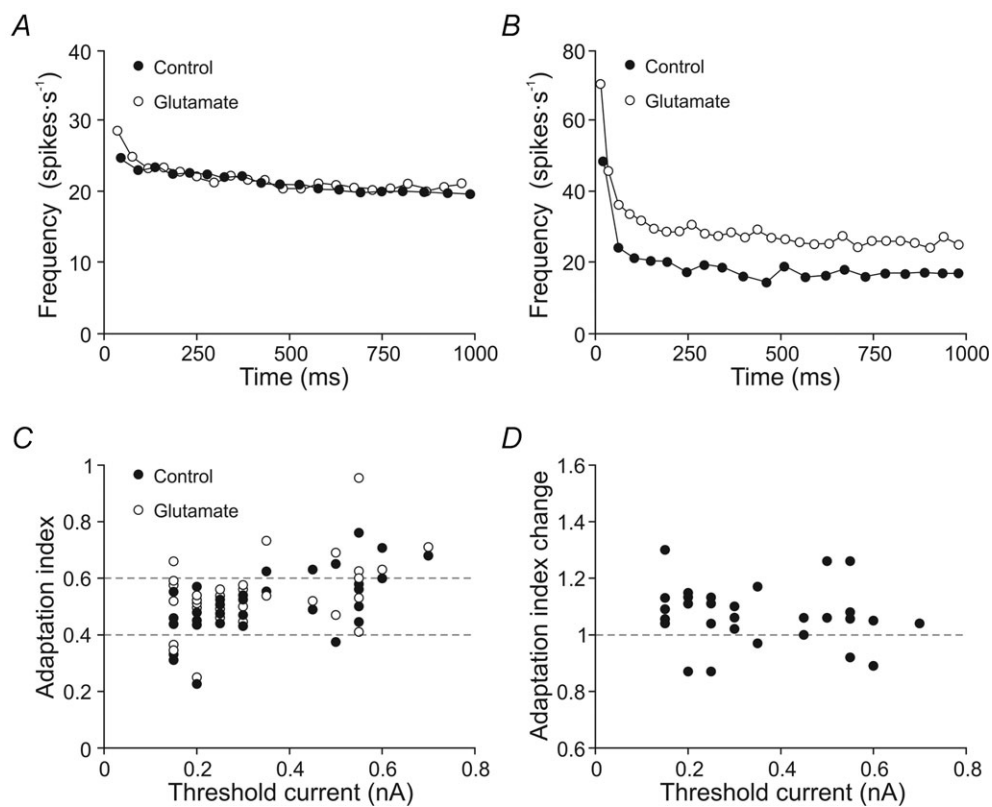 A
Frequency (spikes·s⁻¹)
40
30
20
10
0
Control
Glutamate
0 250 500 750 1000
Time (ms)
B
Frequency (spikes·s⁻¹)
80
60
40
20
0
Control
Glutamate
0 250 500 750 1000
Time (ms)
C
Adaptation index
1
0.8
0.6
0.4
0.2
0
Control
Glutamate
0 0.2 0.4 0.6 0.8
Threshold current (nA)
D
Adaptation index change
1.6
1.4
1.2
1
0.8
0.6
0 0.2 0.4 0.6 0.8
Threshold current (nA)